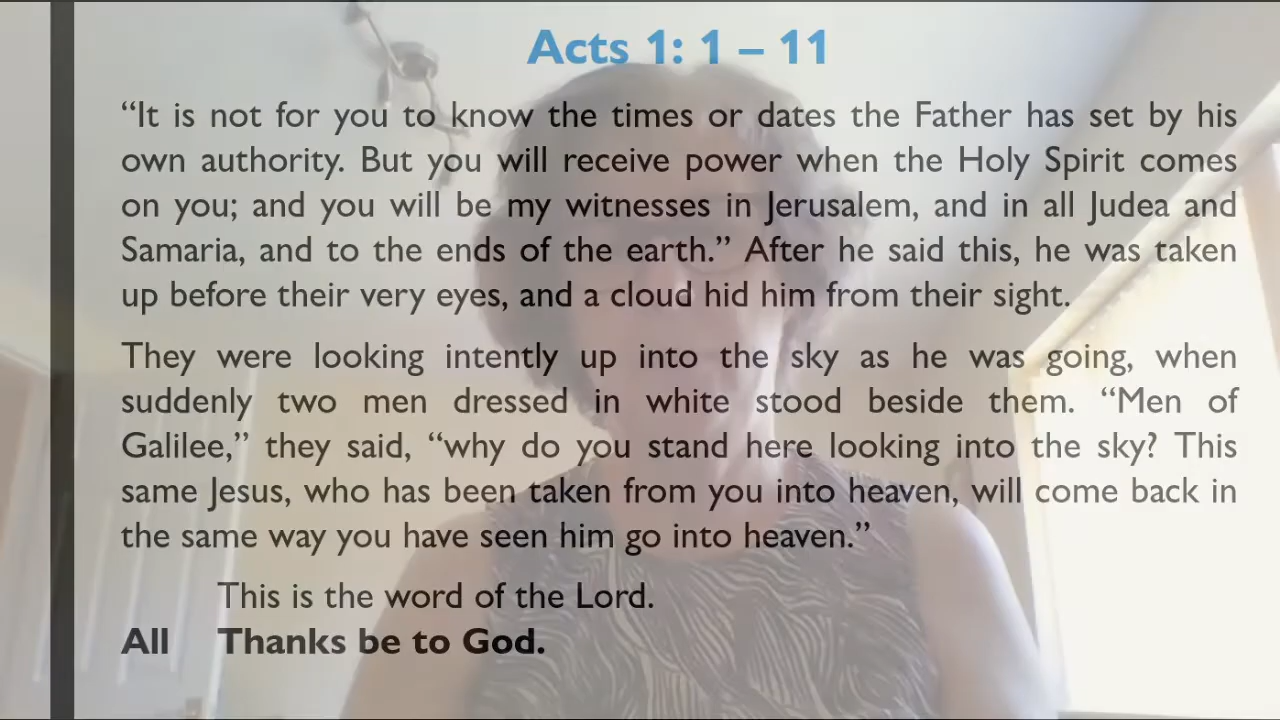 Acts 1: 1 – 11
“It is not for you to know the times or dates the Father has set by his
own authority. But you will receive power when the Holy Spirit comes
on you; and you will be my witnesses in Jerusalem, and in all Judea and
Samaria, and to the ends of the earth.” After he said this, he was taken
up before their very eyes, and a cloud hid him from their sight.
They were looking intently up into the sky as he was going, when
suddenly two men dressed in white stood beside them. “Men of
Galilee,” they said, “why do you stand here looking into the sky? This
same Jesus, who has been taken from you into heaven, will come back in
the same way you have seen him go into heaven.”
This is the word of the Lord.
All Thanks be to God.